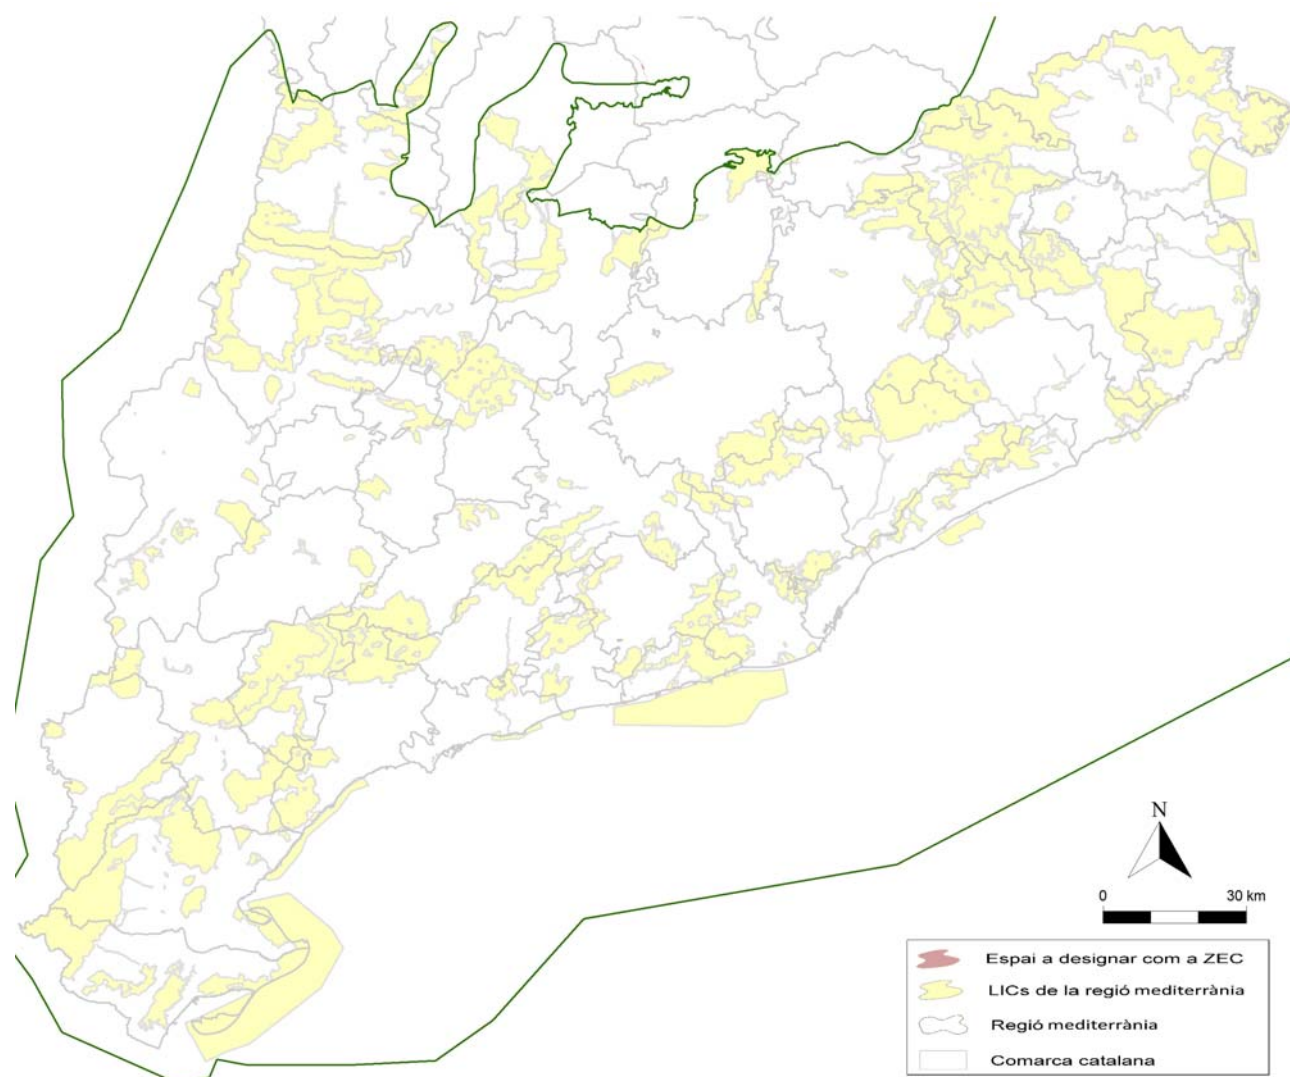 N
0 30 km
Espai a designar com a ZEC
LICs de la regió mediterrània
Regió mediterrània
Comarca catalana